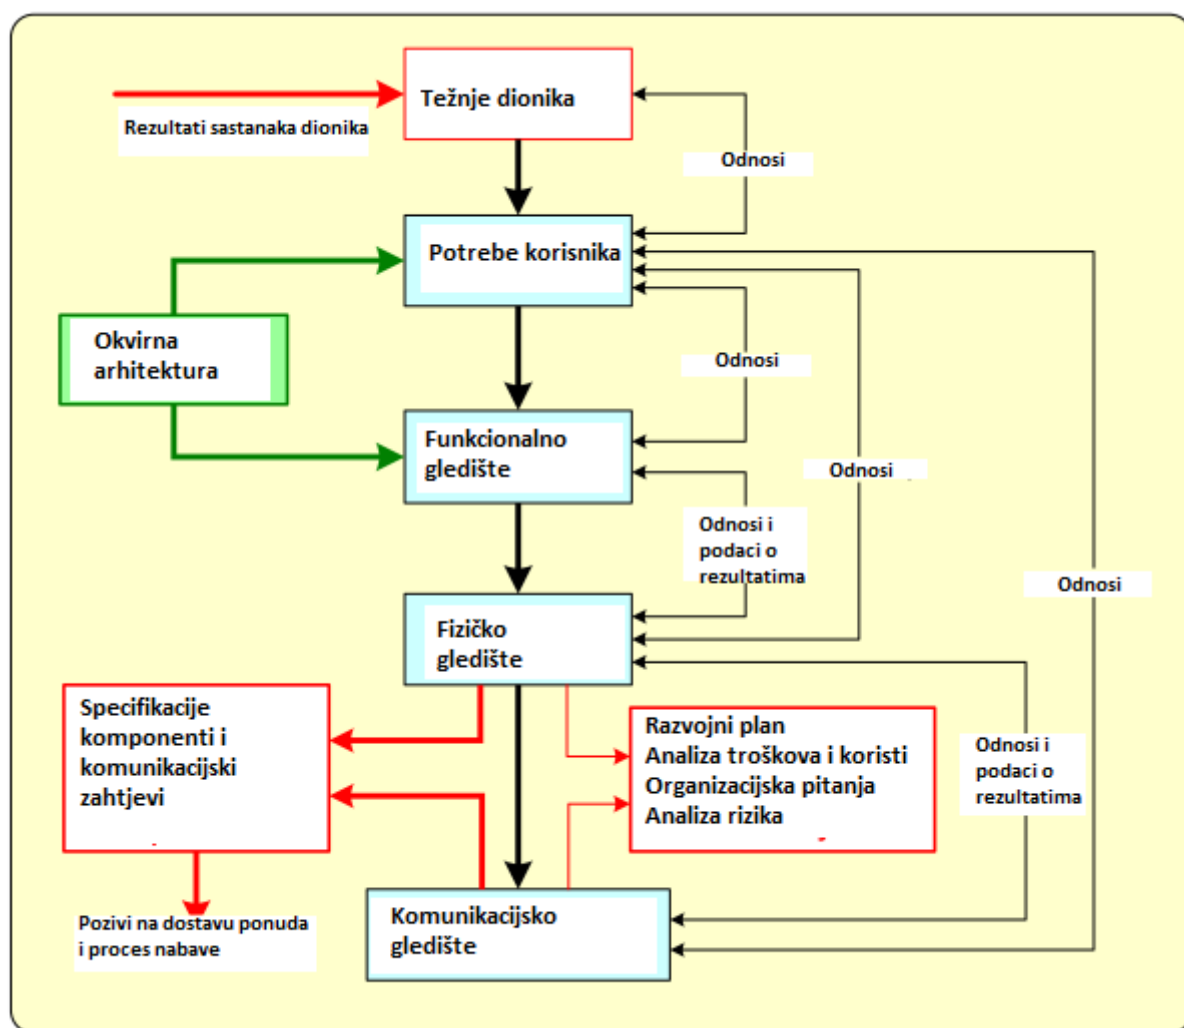 Težnje dionika
Rezultati sastanaka dionika
Odnosi
Potrebe korisnika
Okvirna
arhitektura
Odnosi
Funkcionalno
gledište
Odnosi
Odnosi i
podaci o
rezultatima
Odnosi
Fizičko
gledište
Specifikacije
komponenti i
komunikacijski
zahtjevi
Razvojni plan
Analiza troškova i koristi
Organizacijska pitanja
Analiza rizika
Odnosi i
podaci o
rezultatima
Pozivi na dostavu ponuda
i proces nabave
Komunikacijsko
gledište